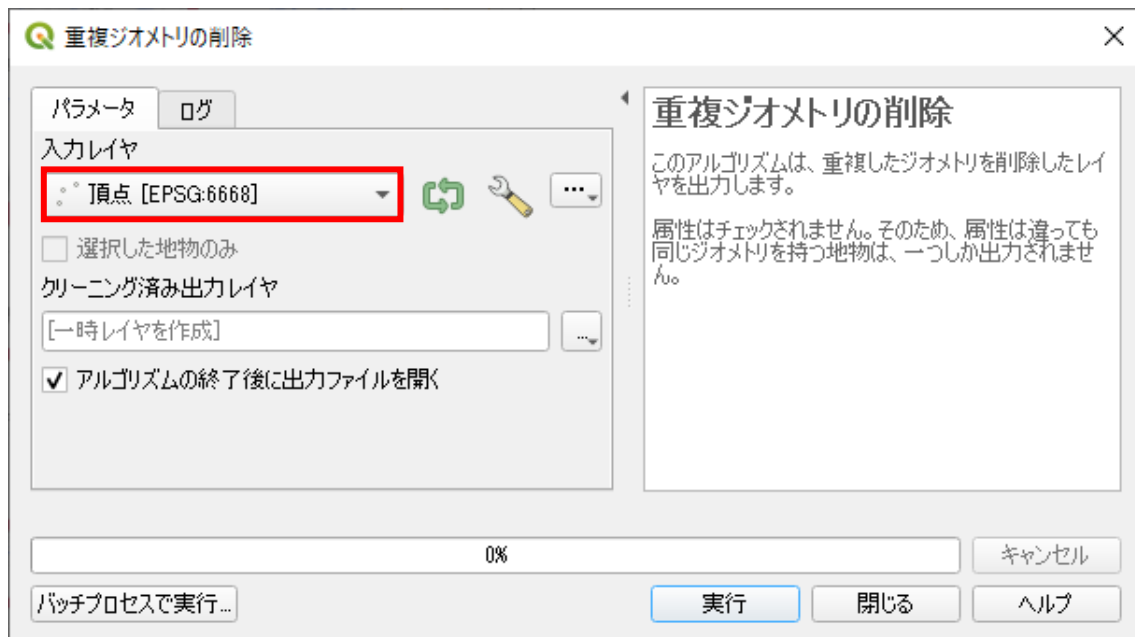 重複ジオメトリの削除
パラメータ
ログ
入力レイヤ
頂点 [EPSG:6668]
...
選択した地物のみ
クリーニング済み出力レイヤ
[一時レイヤを作成]
...
アルゴリズムの終了後に出力ファイルを開く
重複ジオメトリの削除
このアルゴリズムは、重複したジオメトリを削除したレイ
ヤを出力します。
属性はチェックされません。そのため、属性は違っても
同じジオメトリを持つ地物は、一つしか出力されませ
ん。
0%
キャンセル
バッチプロセスで実行...
実行
閉じる
ヘルプ